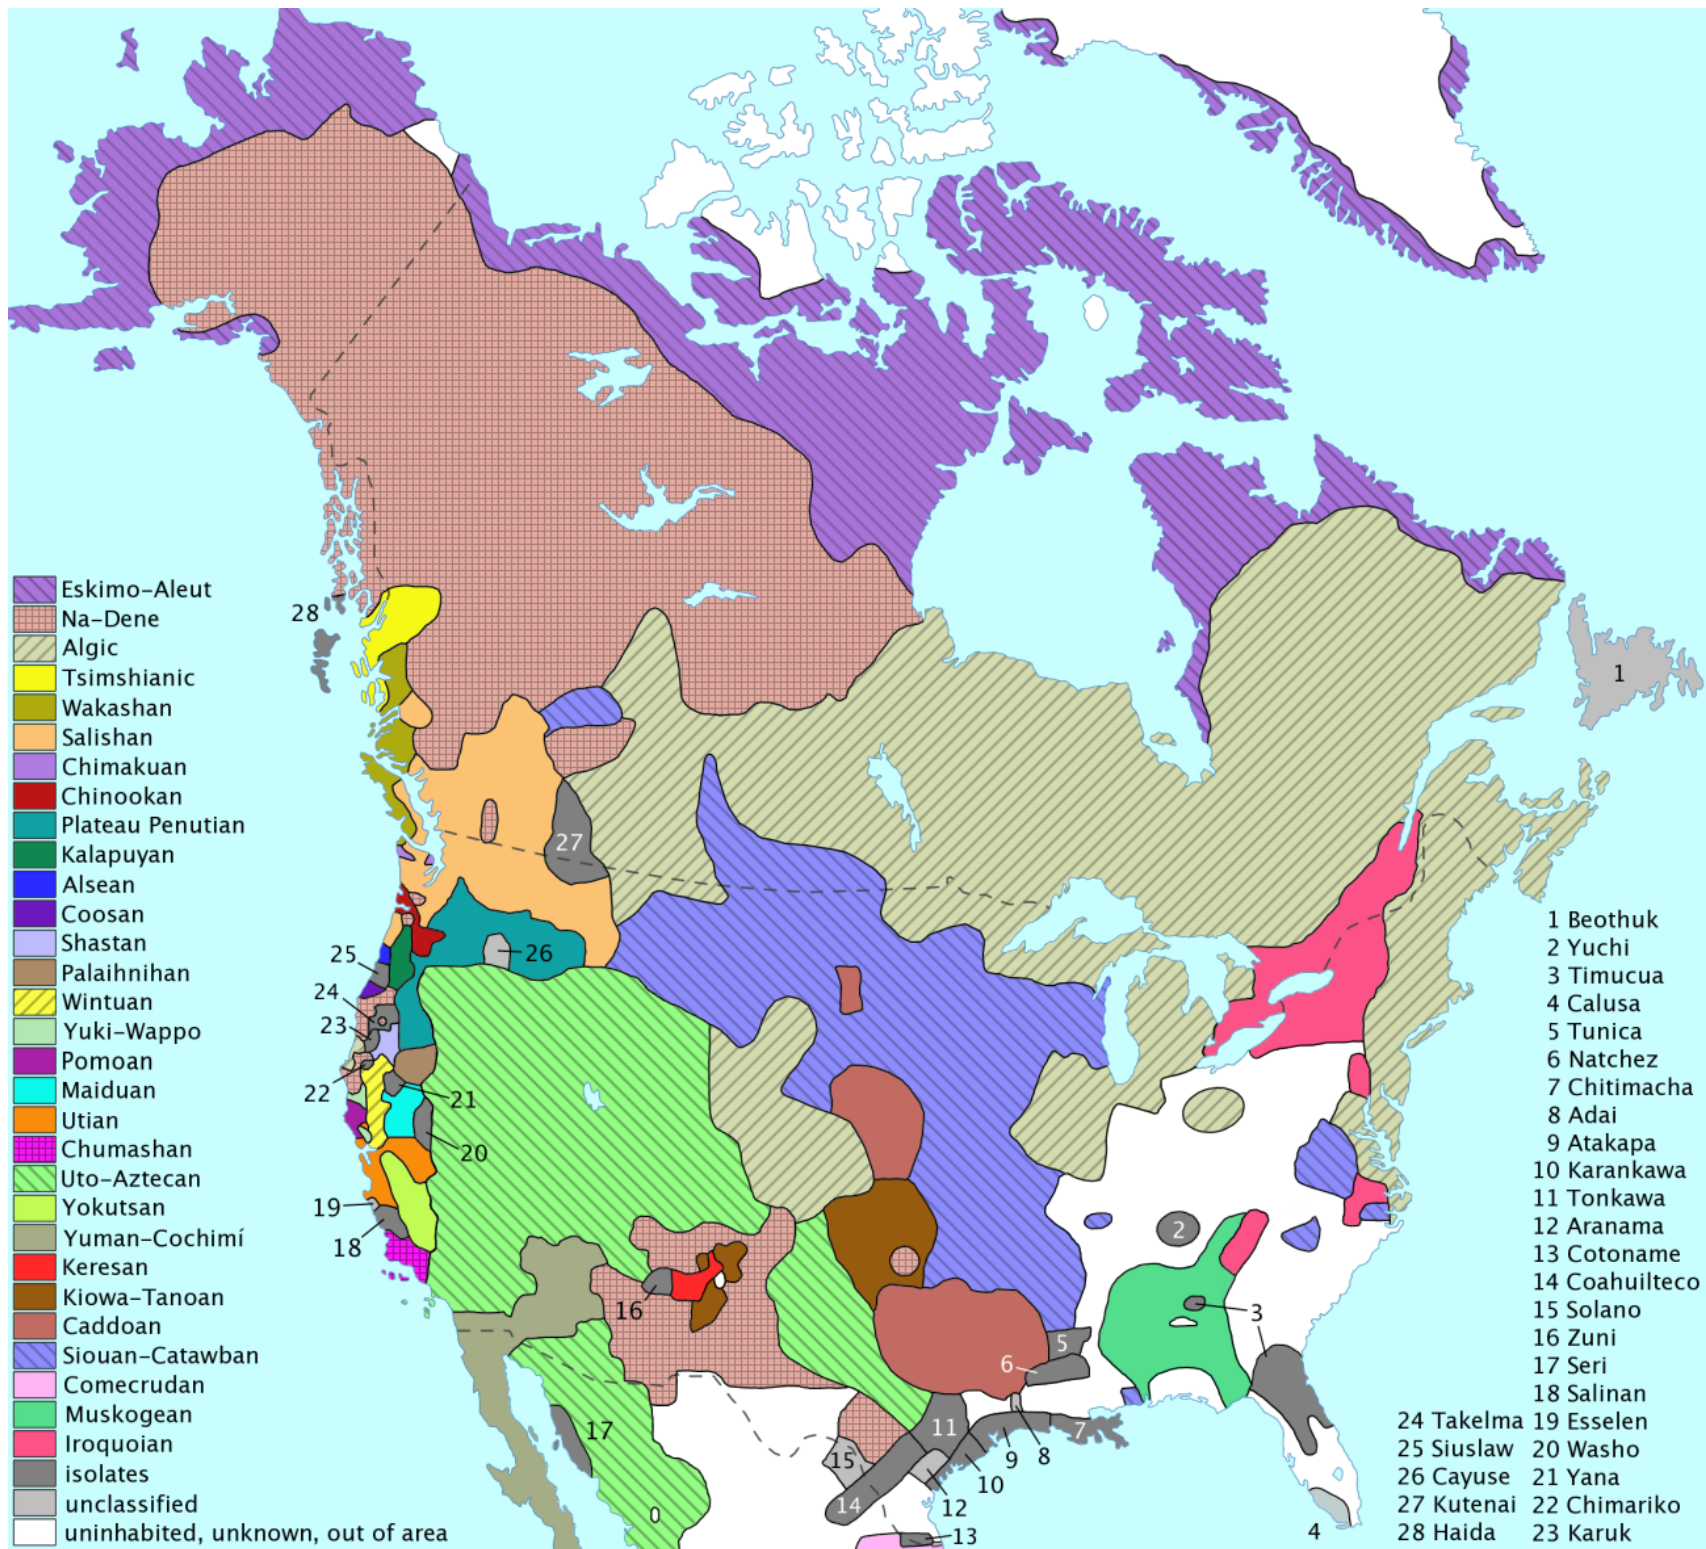 Eskimo-Aleut
Na-Dene
Algic
Tsimshianic
Wakashan
Salishan
Chimakuan
Chinookan
Plateau Penutian
Kalapuyan
Alsean
Coosan
Shastan
Palaihnihan
Wintuan
Yuki-Wappo
Pomoan
Maiduan
Utian
Chumashan
Uto-Aztecan
Yokutsan
Yuman-Cochimí
Keresan
Kiowa-Tanoan
Caddoan
Siouan-Catawban
Comecrudan
Muskogean
Iroquoian
isolates
unclassified
uninhabited, unknown, out of area
28
27
26
25
24
23
22
21
20
19
18
16
17
15
14
11
12
13
10
9
8
7
6
5
2
3
4
1
1 Beothuk
2 Yuchi
3 Timucua
4 Calusa
5 Tunica
6 Natchez
7 Chitimacha
8 Adai
9 Atakapa
10 Karankawa
11 Tonkawa
12 Aranama
13 Cotoname
14 Coahuilteco
15 Solano
16 Zuni
17 Seri
18 Salinan
24 Takelma 19 Esselen
25 Siuslaw 20 Washo
26 Cayuse 21 Yana
27 Kutenai 22 Chimariko
28 Haida 23 Karuk